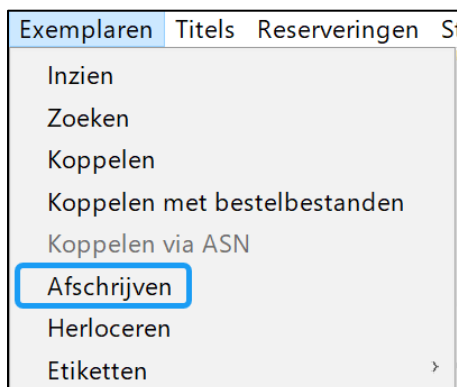 Exemplaren Titels Reserveringen
Inzien
Zoeken
Koppelen
Koppelen met bestelbestanden
Koppelen via ASN
Afschrijven
Herloceren
Etiketten